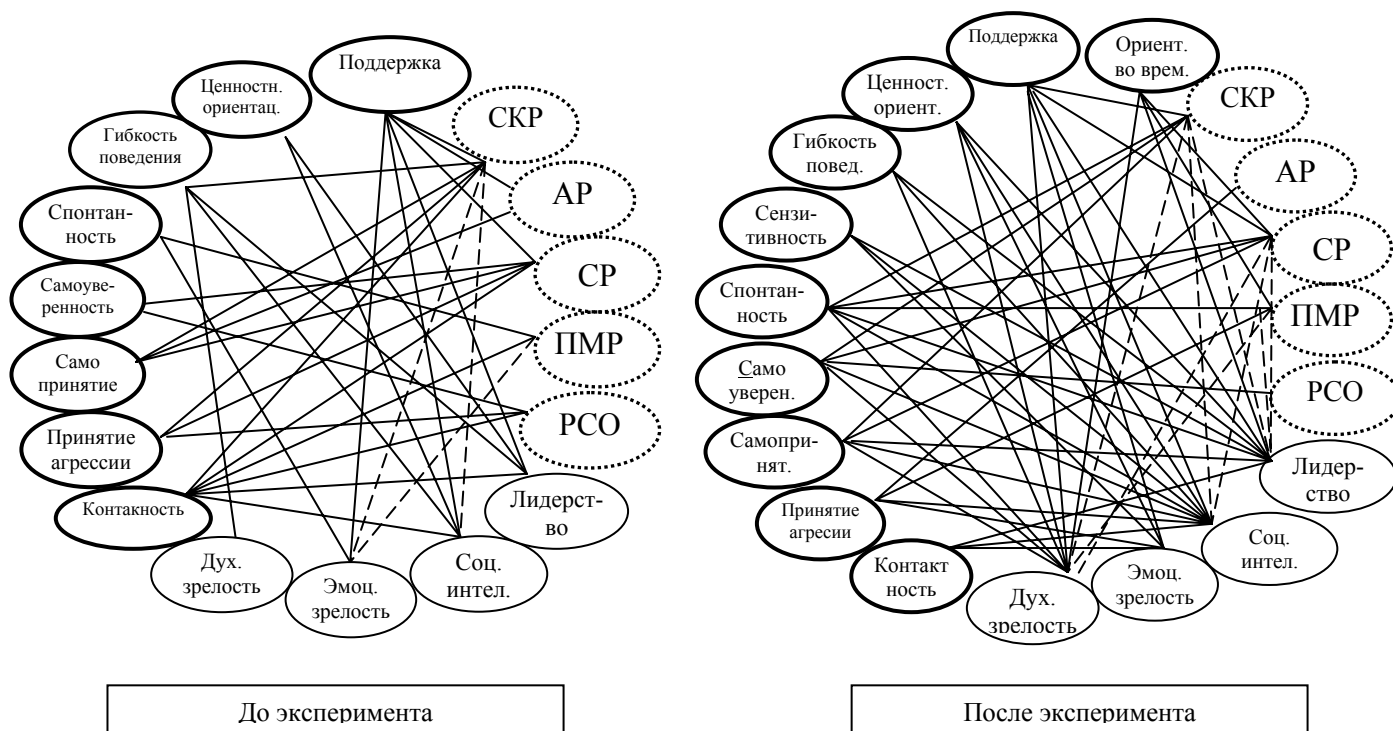 Поддержка
Ценностн.
ориентац.
Гибкость
поведения
Спонтан-
ность
Самоуве-
ренность
Само
принятие
Принятие
агрессии
Контакность
Дух.
зрелость
Эмоц.
зрелость
Соц.
интел.
Лидерст-
во
РСО
ПМР
СР
АР
СКР
До эксперимента
Поддержка
Ориент.
во врем.
Ценност.
ориент.
Гибкость
повед.
Сензи-
тивность
Спонтан-
ность
Само
уверен.
Самопри-
нят.
Принятие
агресии
Контакт
ность
Дух.
зрелость
Эмоц.
зрелость
Соц.
интел.
Лидер-
ство
РСО
ПМР
СР
АР
СКР
После эксперимента